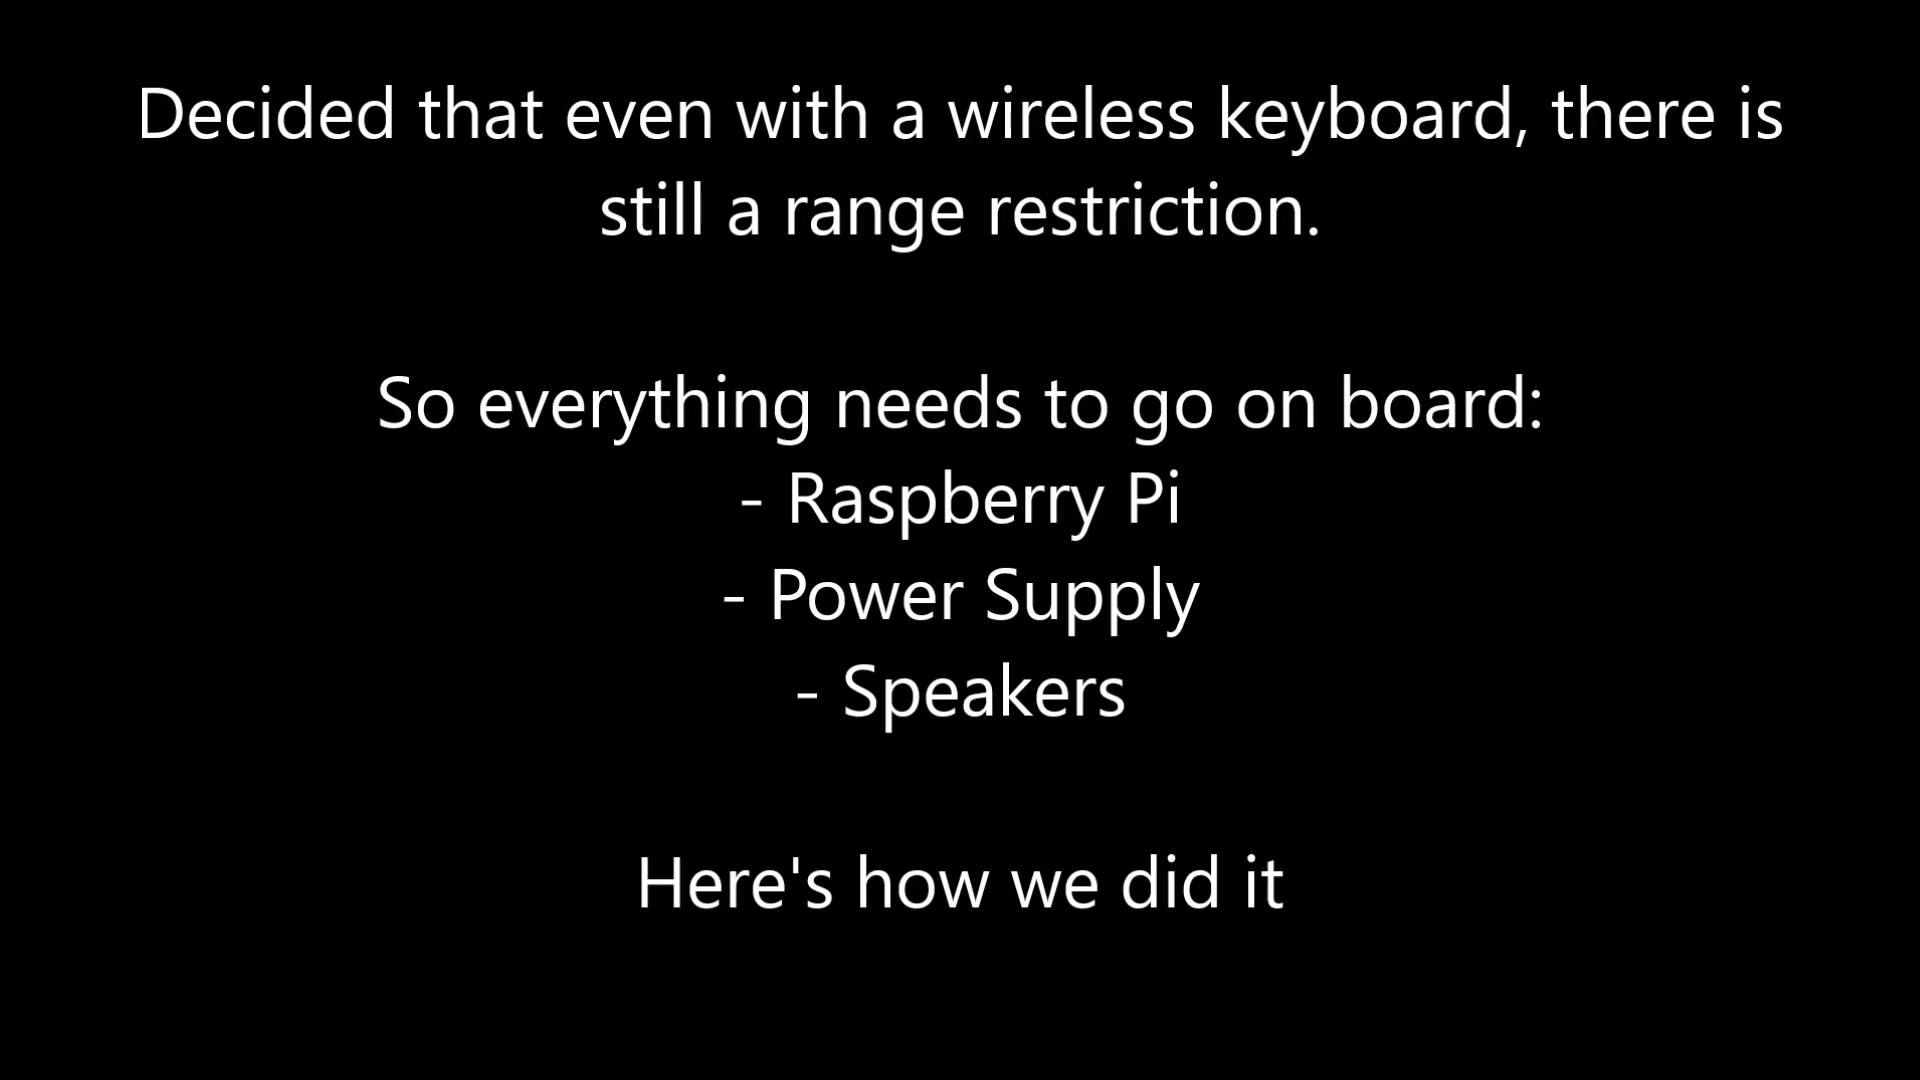 Decided that even with a wireless keyboard, there is
still a range restriction.
So everything needs to go on board:
- Raspberry Pi
- Power Supply
- Speakers
Here's how we did it